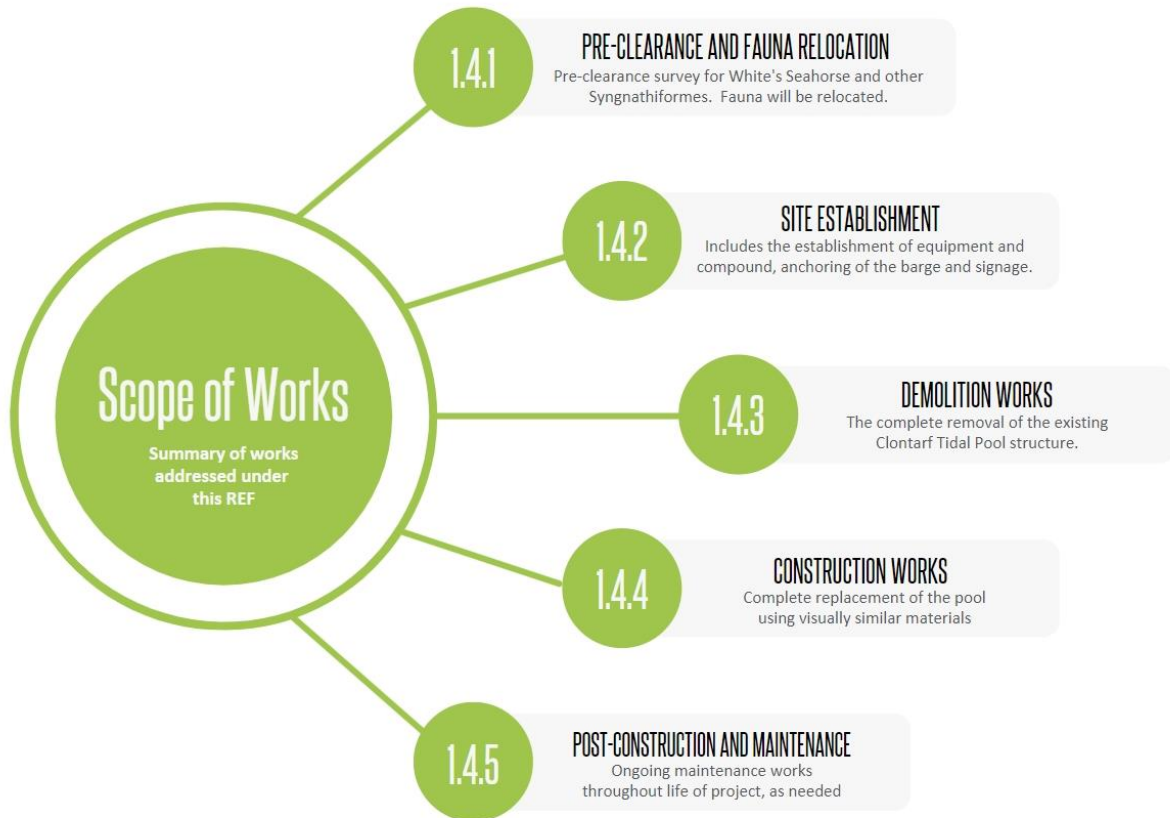 Scope of Works
Summary of works
addressed under
this REF
1.4.1
PRE-CLEARANCE AND FAUNA RELOCATION
Pre-clearance survey for White's Seahorse and other
Syngnathiformes. Fauna will be relocated.
1.4.2
SITE ESTABLISHMENT
Includes the establishment of equipment and
compound, anchoring of the barge and signage.
1.4.3
DEMOLITION WORKS
The complete removal of the existing
Clontarf Tidal Pool structure.
1.4.4
CONSTRUCTION WORKS
Complete replacement of the pool
using visually similar materials
1.4.5
POST-CONSTRUCTION AND MAINTENANCE
Ongoing maintenance works
throughout life of project, as needed